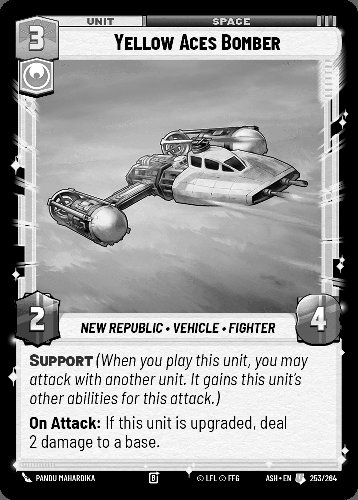 UNIT
SPACE
3
YELLOW ACES BOMBER
2
4
NEW REPUBLIC • VEHICLE • FIGHTER
SUPPORT (When you play this unit, you may
attack with another unit. It gains this unit's
other abilities for this attack.)
On Attack: If this unit is upgraded, deal
2 damage to a base.
PANDU MAHARDIKA
© LFL © FFG
ASH • EN
253/264